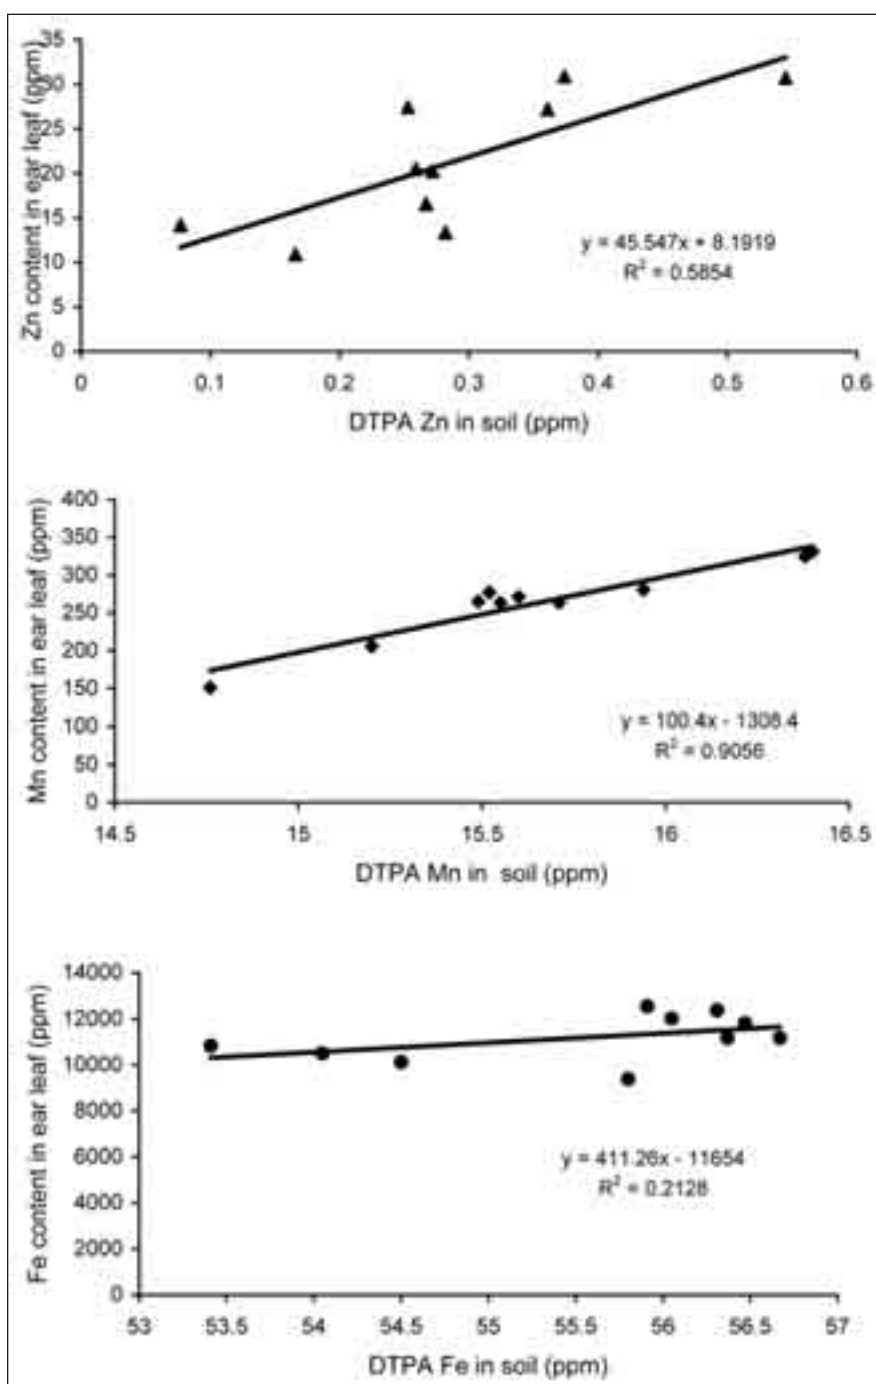 Zn content in ear leaf (ppm)
35
30
25
20
15
10
5
0
y = 45.547x + 8.1919
R² = 0.5854
0 0.1 0.2 0.3 0.4 0.5 0.6
DTPA Zn in soil (ppm)
Mn content in ear leaf (ppm)
400
350
300
250
200
150
100
50
0
y = 100.4x - 1308.4
R² = 0.9056
14.5 15 15.5 16 16.5
DTPA Mn in soil (ppm)
Fe content in ear leaf (ppm)
14000
12000
10000
8000
6000
4000
2000
0
y = 411.26x - 11654
R² = 0.2128
53 53.5 54 54.5 55 55.5 56 56.5 57
DTPA Fe in soil (ppm)